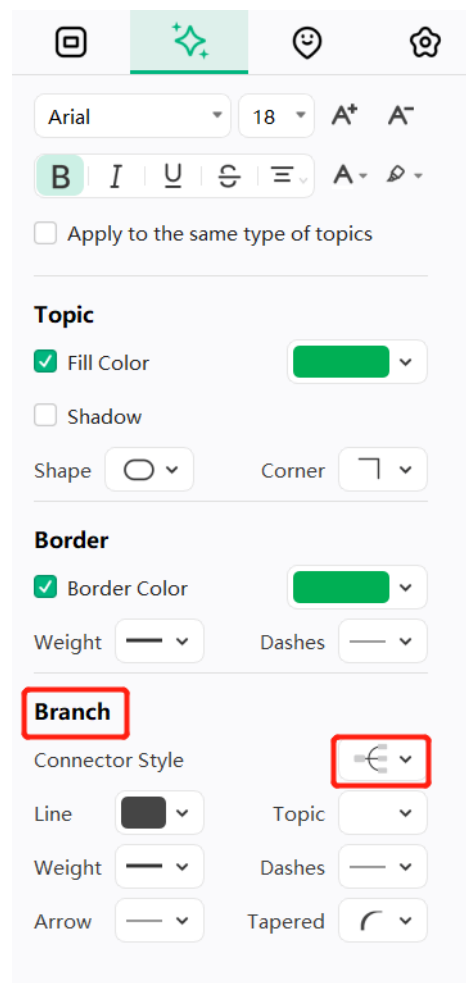 Arial 18 A+ A-
B I U S A
Apply to the same type of topics
Topic
Fill Color
Shadow
Shape Corner
Border
Border Color
Weight Dashes
Branch
Connector Style
Line Topic
Weight Dashes
Arrow Tapered